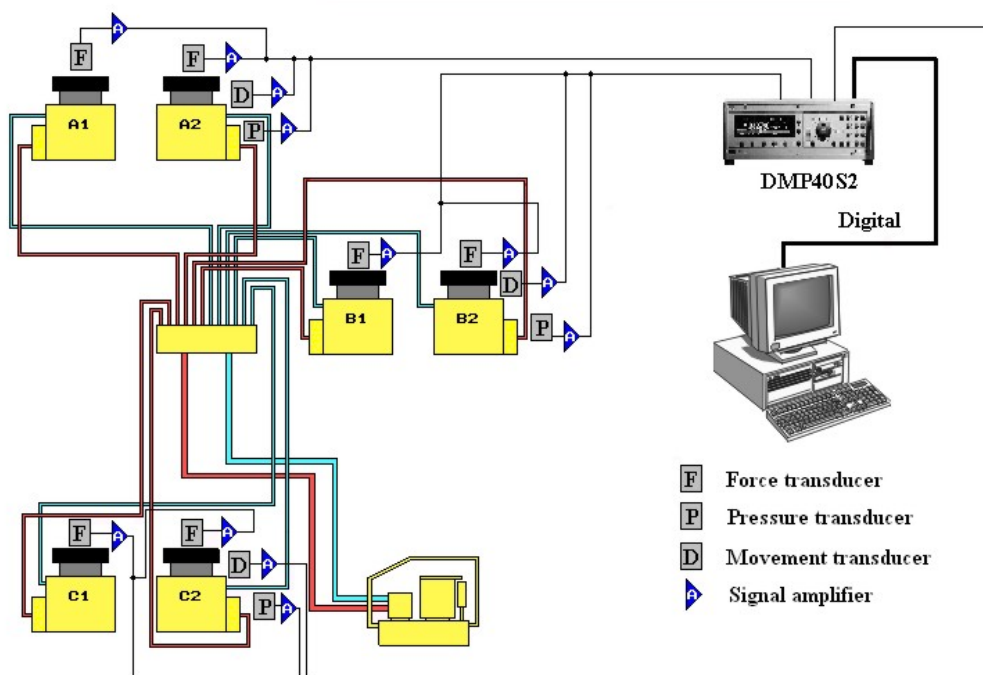 A
F
F
A
D
A
A1
A2
P
A
DMP40S2
Digital
F
A
F
A
D
A
B1
B2
P
A
F Force transducer
P Pressure transducer
D Movement transducer
A Signal amplifier
F
A
F
A
D
A
C1
C2
P
A